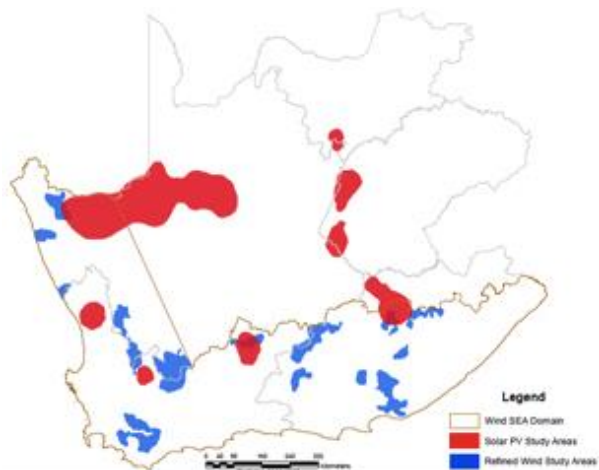 Legend
Wind SEA Domain
Solar PV Study Areas
Refined Wind Study Areas